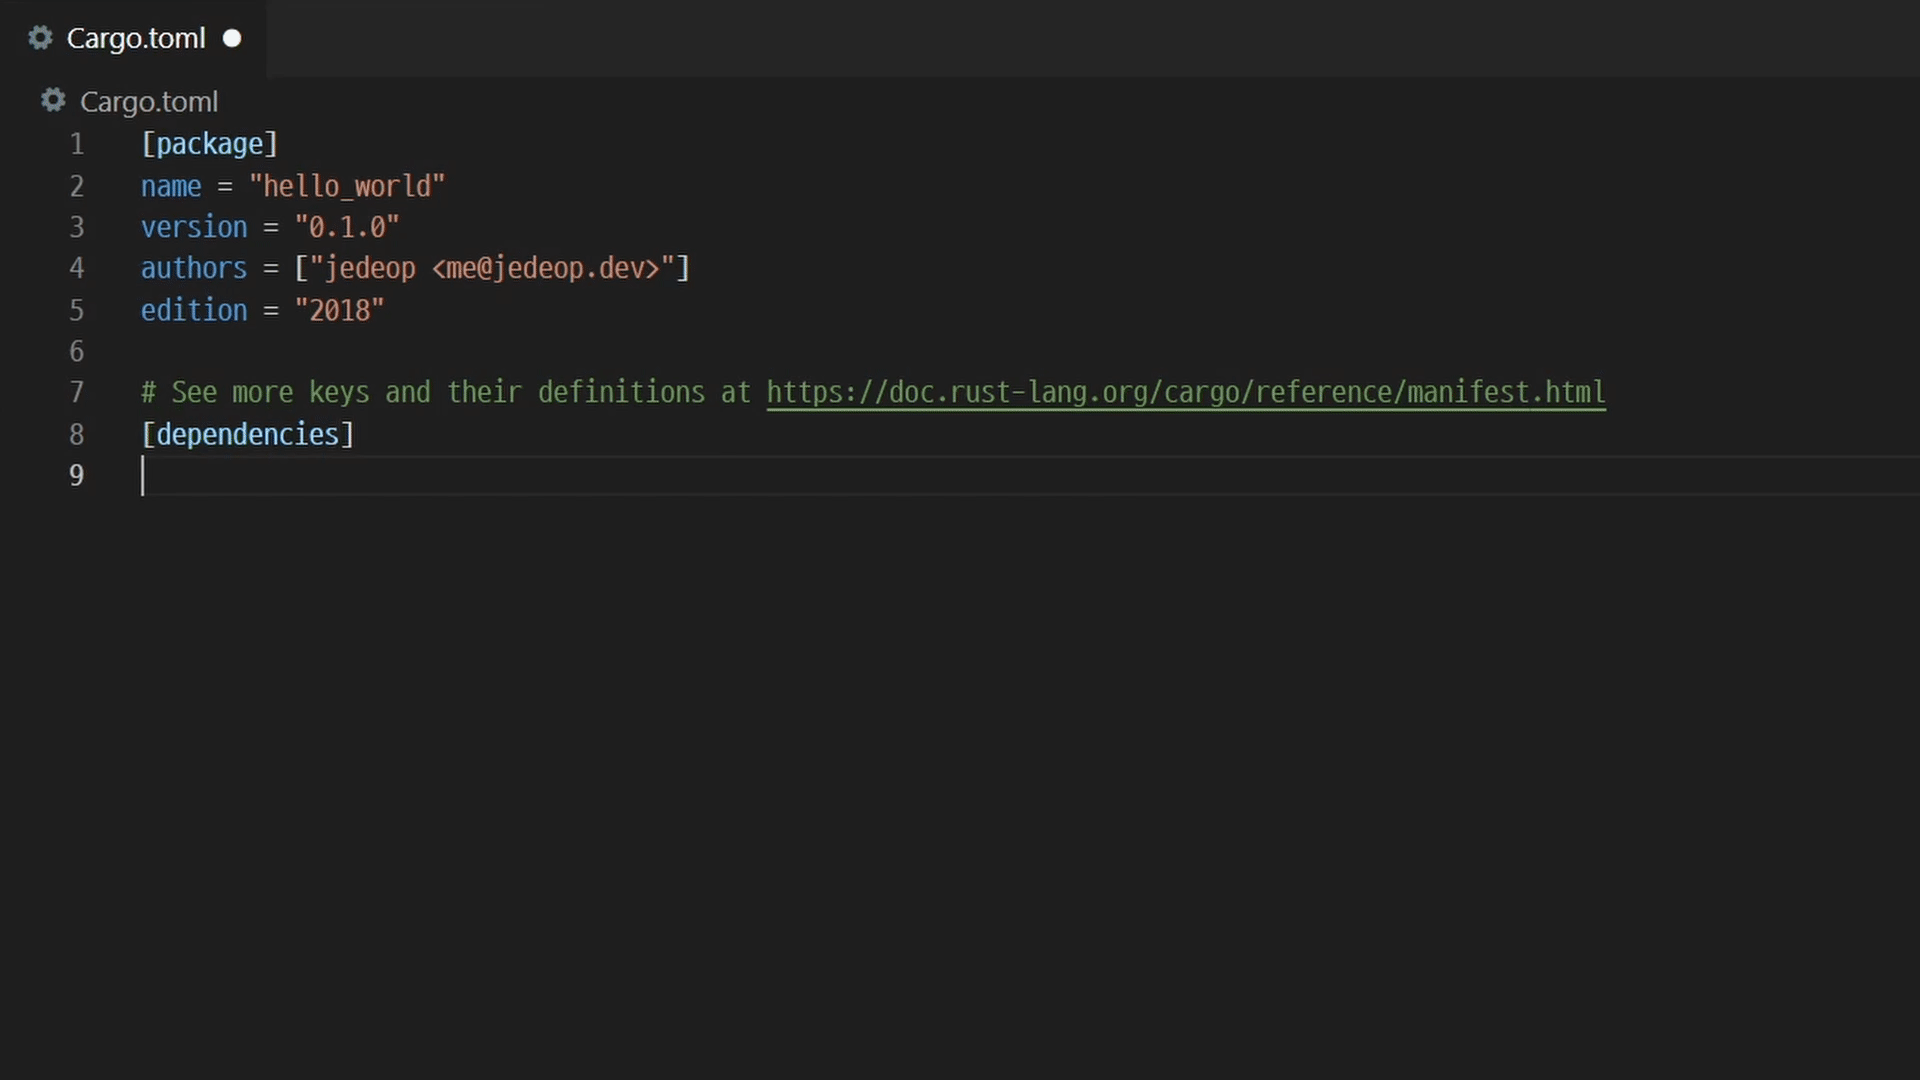 Cargo.toml
Cargo.toml
1 [package]
2 name = "hello_world"
3 version = "0.1.0"
4 authors = ["jedeop <me@jedeop.dev>"]
5 edition = "2018"
6
7 # See more keys and their definitions at https://doc.rust-lang.org/cargo/reference/manifest.html
8 [dependencies]
9